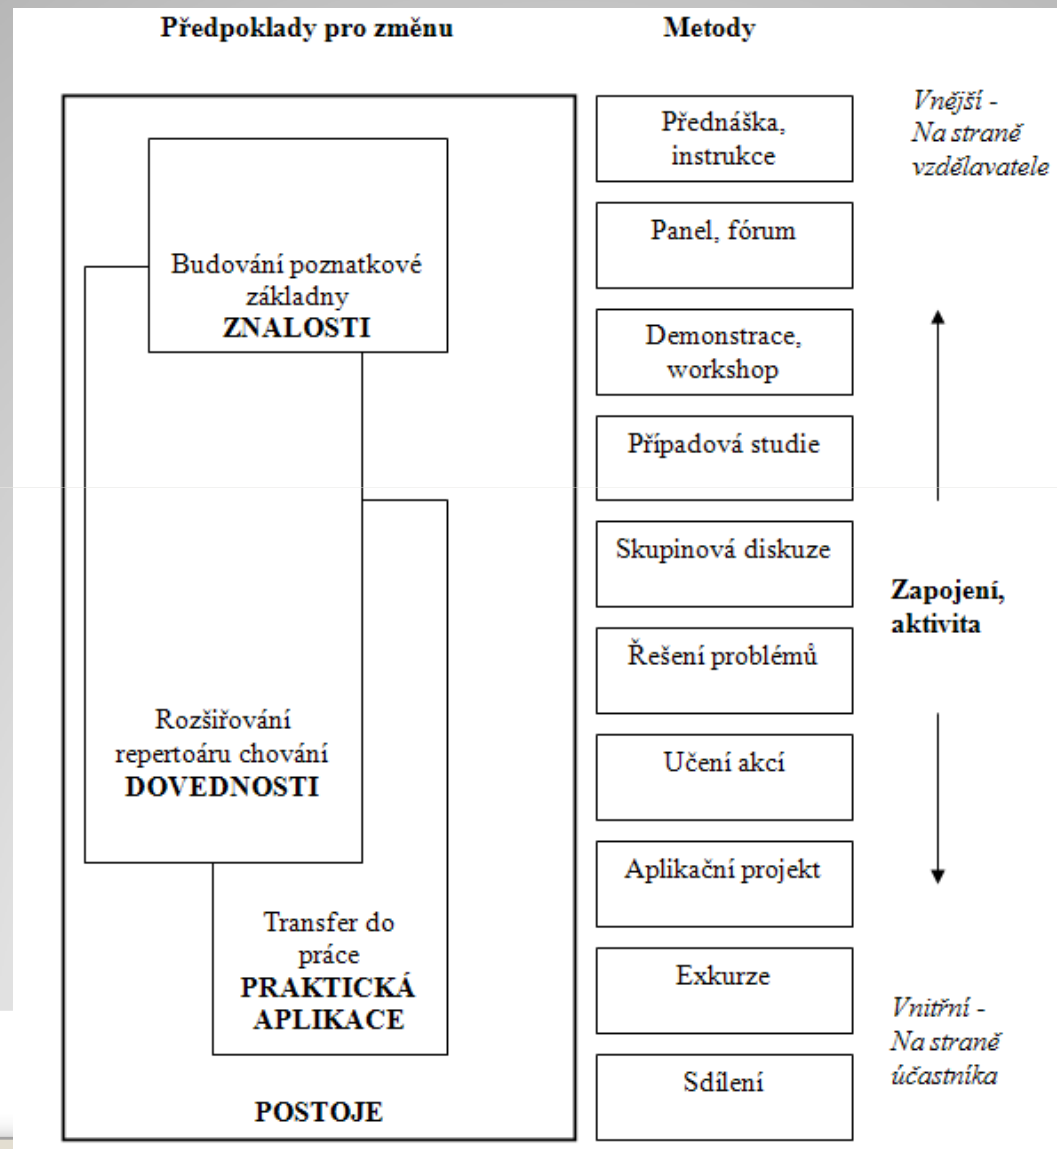 Předpoklady pro změnu
Metody
Budování poznatkové
základny
ZNALOSTI
Rozšiřování
repertoáru chování
DOVEDNOSTI
Transfer do
práce
PRAKTICKÁ
APLIKACE
POSTOJE
Přednáška,
instrukce
Panel, fórum
Demonstrace,
workshop
Případová studie
Skupinová diskuze
Řešení problémů
Učení akcí
Aplikační projekt
Exkurze
Sdílení
Vnější -
Na straně
vzdělavatele
Zapojení,
aktivita
Vnitřní -
Na straně
účastníka